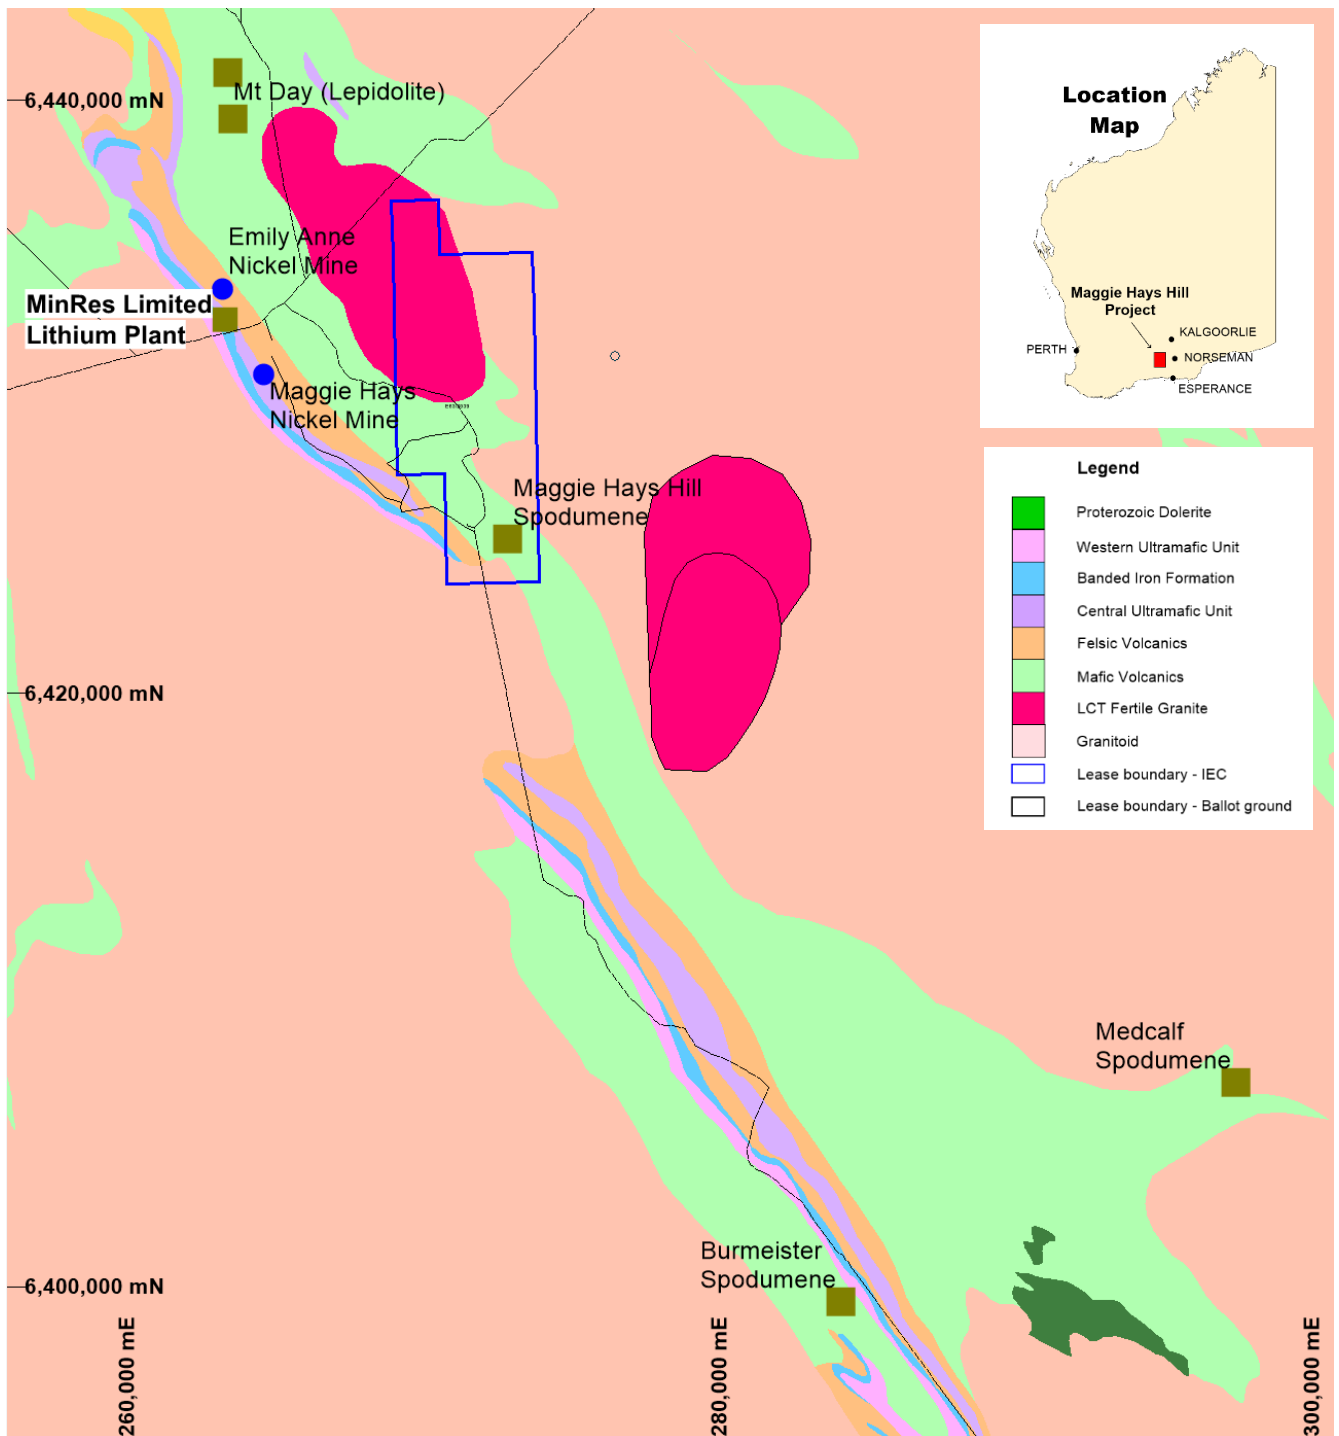 6,440,000 mN
Mt Day (Lepidolite)
Emily Anne
Nickel Mine
MinRes Limited
Lithium Plant
Maggie Hays
Nickel Mine
Maggie Hays Hill
Spodumene
6,420,000 mN
Medcalf
Spodumene
Burmeister
Spodumene
6,400,000 mN
260,000 mE
280,000 mE
300,000 mE
Location
Map
Maggie Hays Hill
Project
KALGOORLIE
PERTH
NORSEMAN
ESPERANCE
Legend
Proterozoic Dolerite
Western Ultramafic Unit
Banded Iron Formation
Central Ultramafic Unit
Felsic Volcanics
Mafic Volcanics
LCT Fertile Granite
Granitoid
Lease boundary - IEC
Lease boundary - Ballot ground